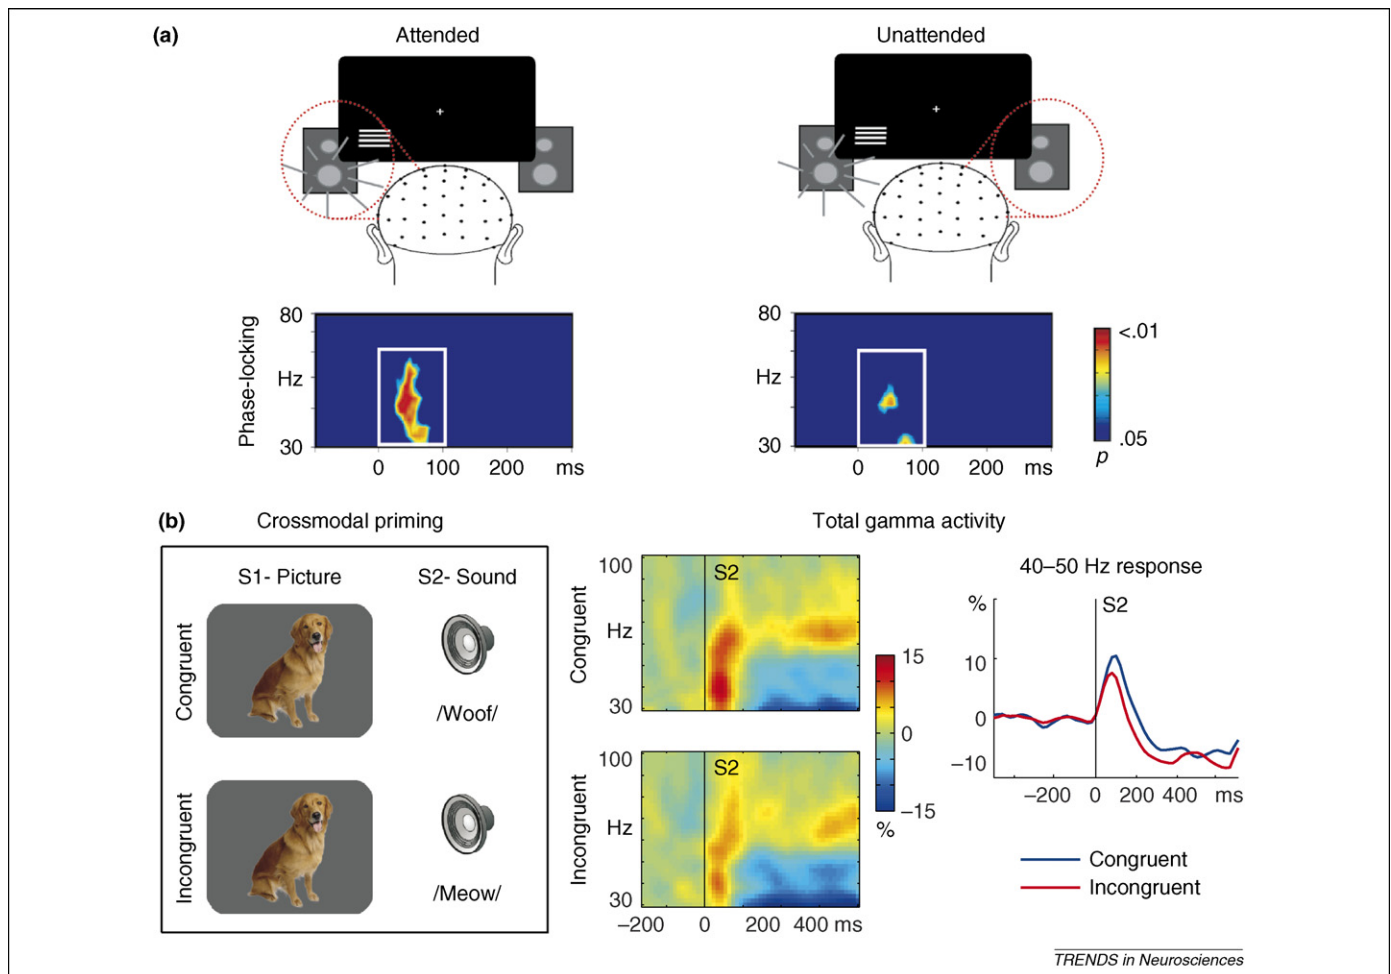 (a) Attended Unattended
Phase-locking
80
Hz
30
0 100 200 ms
80
Hz
30
0 100 200 ms
<.01
.05
p
(b) Crossmodal priming Total gamma activity
S1- Picture S2- Sound
Congruent
/Woof/
Incongruent
/Meow/
Congruent
100
Hz
30
S2
Incongruent
100
Hz
30
S2
–200 0 200 400 ms
15
0
–15
%
40–50 Hz response
%
S2
10
0
–10
–200 0 200 400 ms
Congruent
Incongruent
TRENDS in Neurosciences